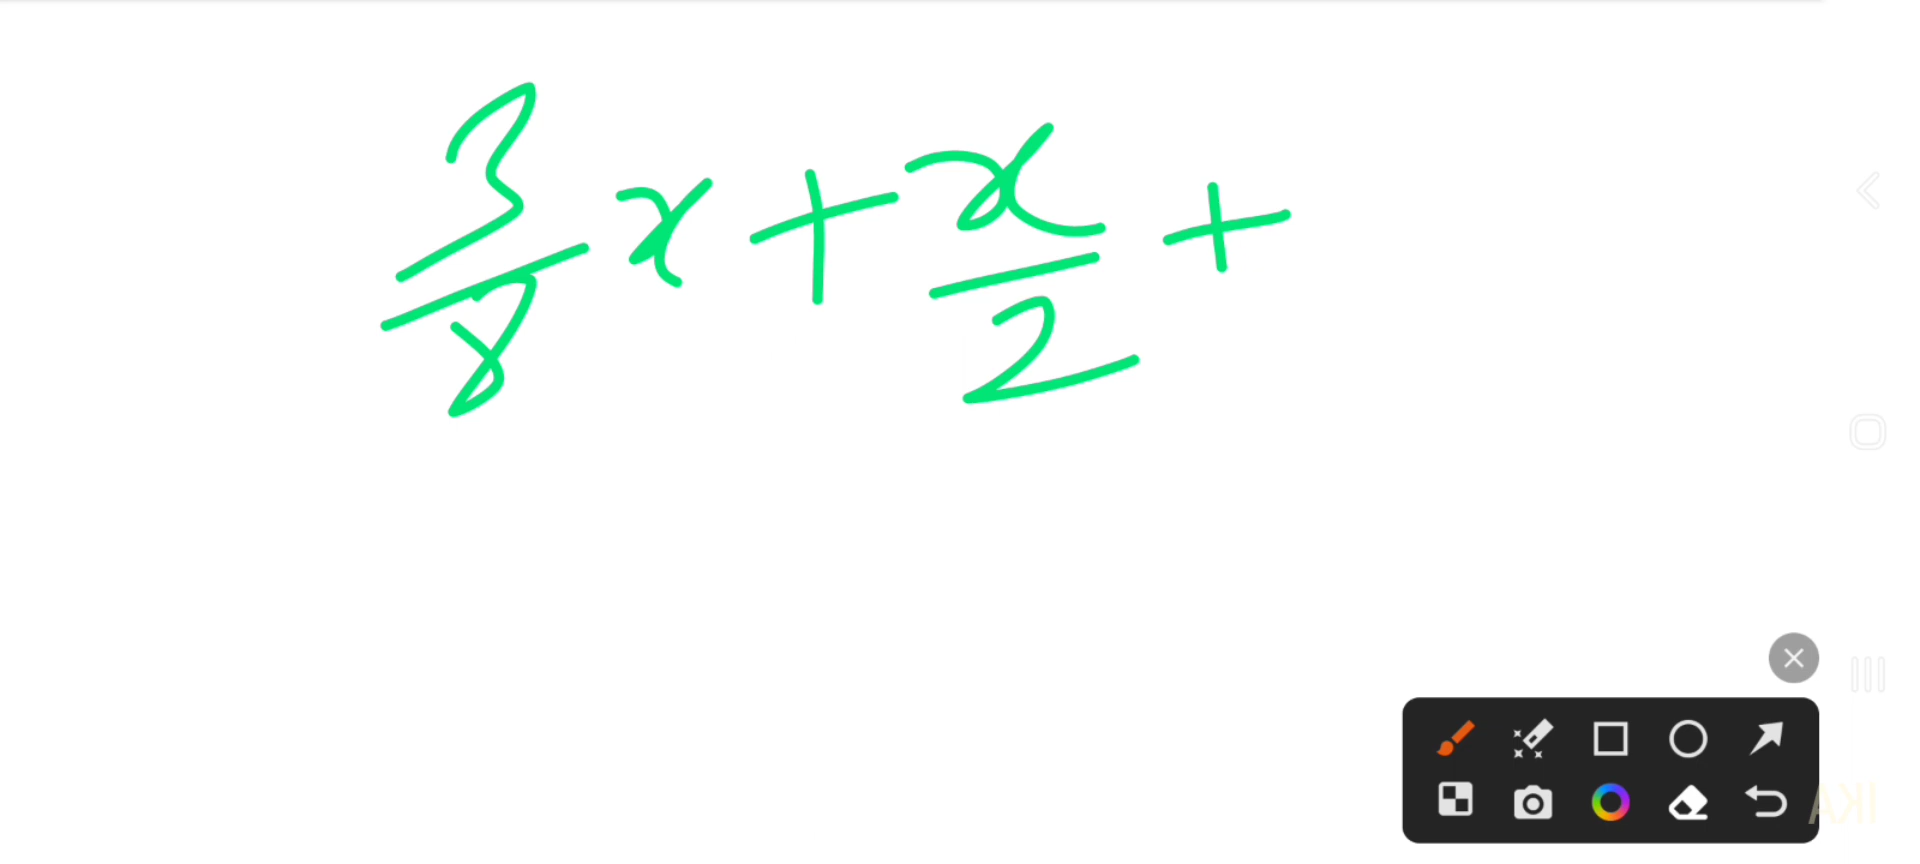 3/8 x + x/2 +